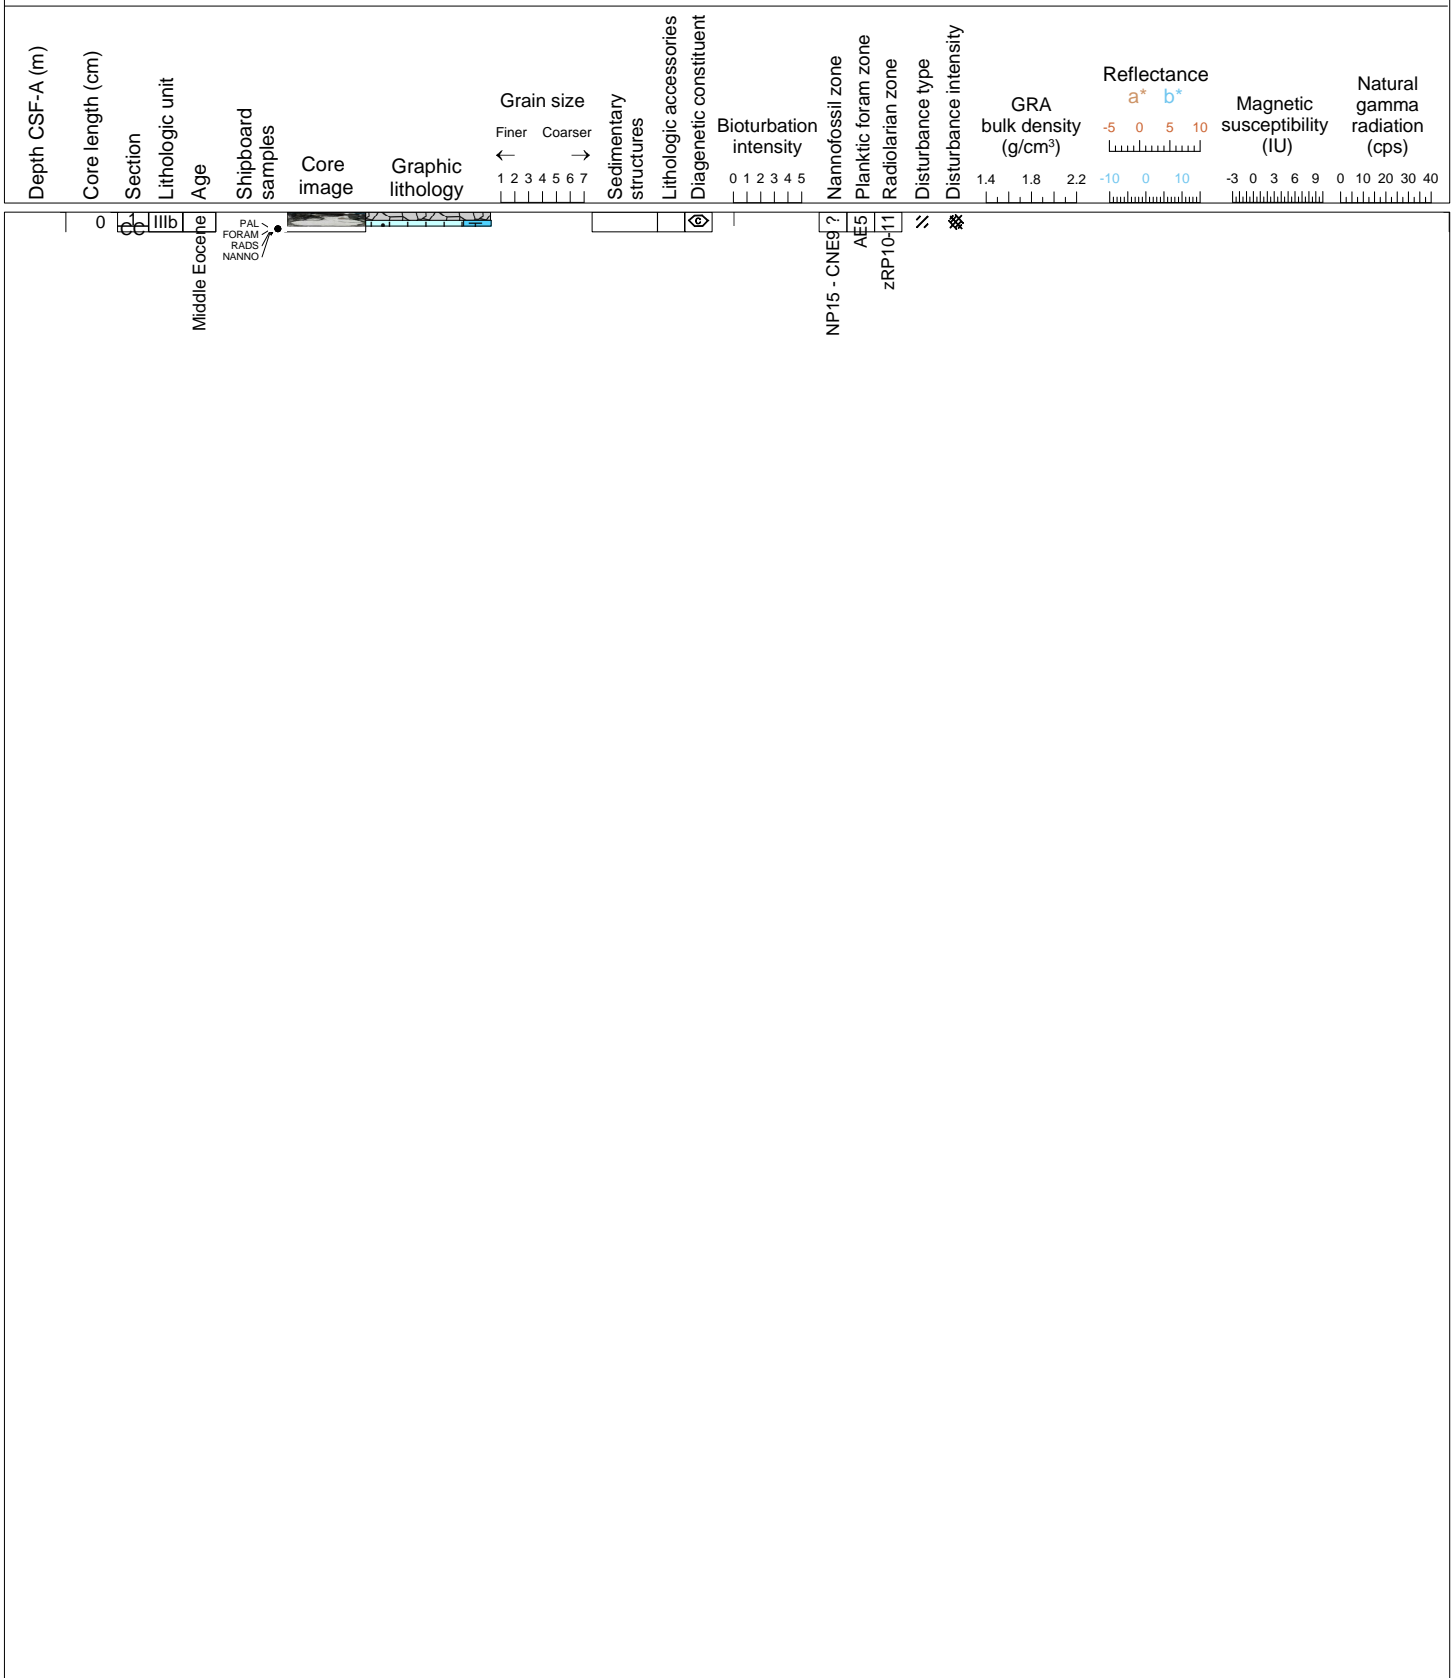 Depth CSF-A (m)
Core length (cm)
Section
Lithologic unit
Age
Shipboard
samples
Core
image
Graphic
lithology
Grain size
Finer Coarser
← →
1 2 3 4 5 6 7
Sedimentary
structures
Lithologic accessories
Diagenetic constituent
Bioturbation
intensity
0 1 2 3 4 5
Nannofossil zone
Planktic foram zone
Radiolarian zone
Disturbance type
Disturbance intensity
GRA
bulk density
(g/cm³)
1.4 1.8 2.2
Reflectance
a* b*
-5 0 5 10
-10 0 10
Magnetic
susceptibility
(IU)
-3 0 3 6 9
Natural
gamma
radiation
(cps)
0 10 20 30 40
0
1
CC
IIIb
Middle Eocene
PAL
FORAM
RADS
NANNO
C
NP15 - CNE9 ?
AE5
zRP10-11